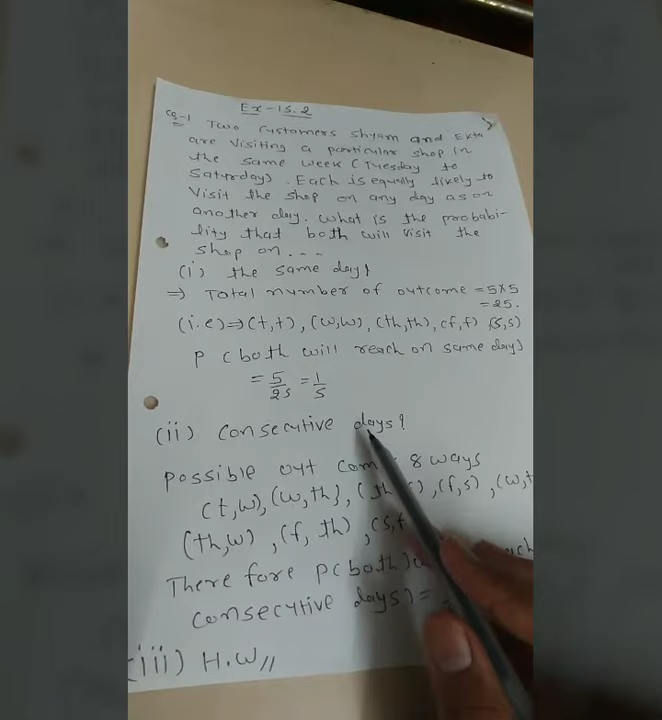 Ex-15.2
Q-1 Two Customers Shyam and Ekta
are visiting a particular shop in
the same week (Tuesday to
Saturday). Each is equally likely to
visit the shop on any day as on
another day. What is the probabi-
lity that both will visit the
shop on...
(i) the same day?
⇒ Total number of outcome = 5×5
= 25.
(i.e) ⇒ (t,t), (w,w), (th,th), (f,f) (s,s)
P (both will reach on same day)
= 5/25 = 1/5
(ii) Consecutive days?
possible out com 8 ways
(t,w), (w,th), (th ), (f,s), (w,t
(th,w), (f, th), (s,f
There fore P(both
consecutive days) =
(iii) H.W//